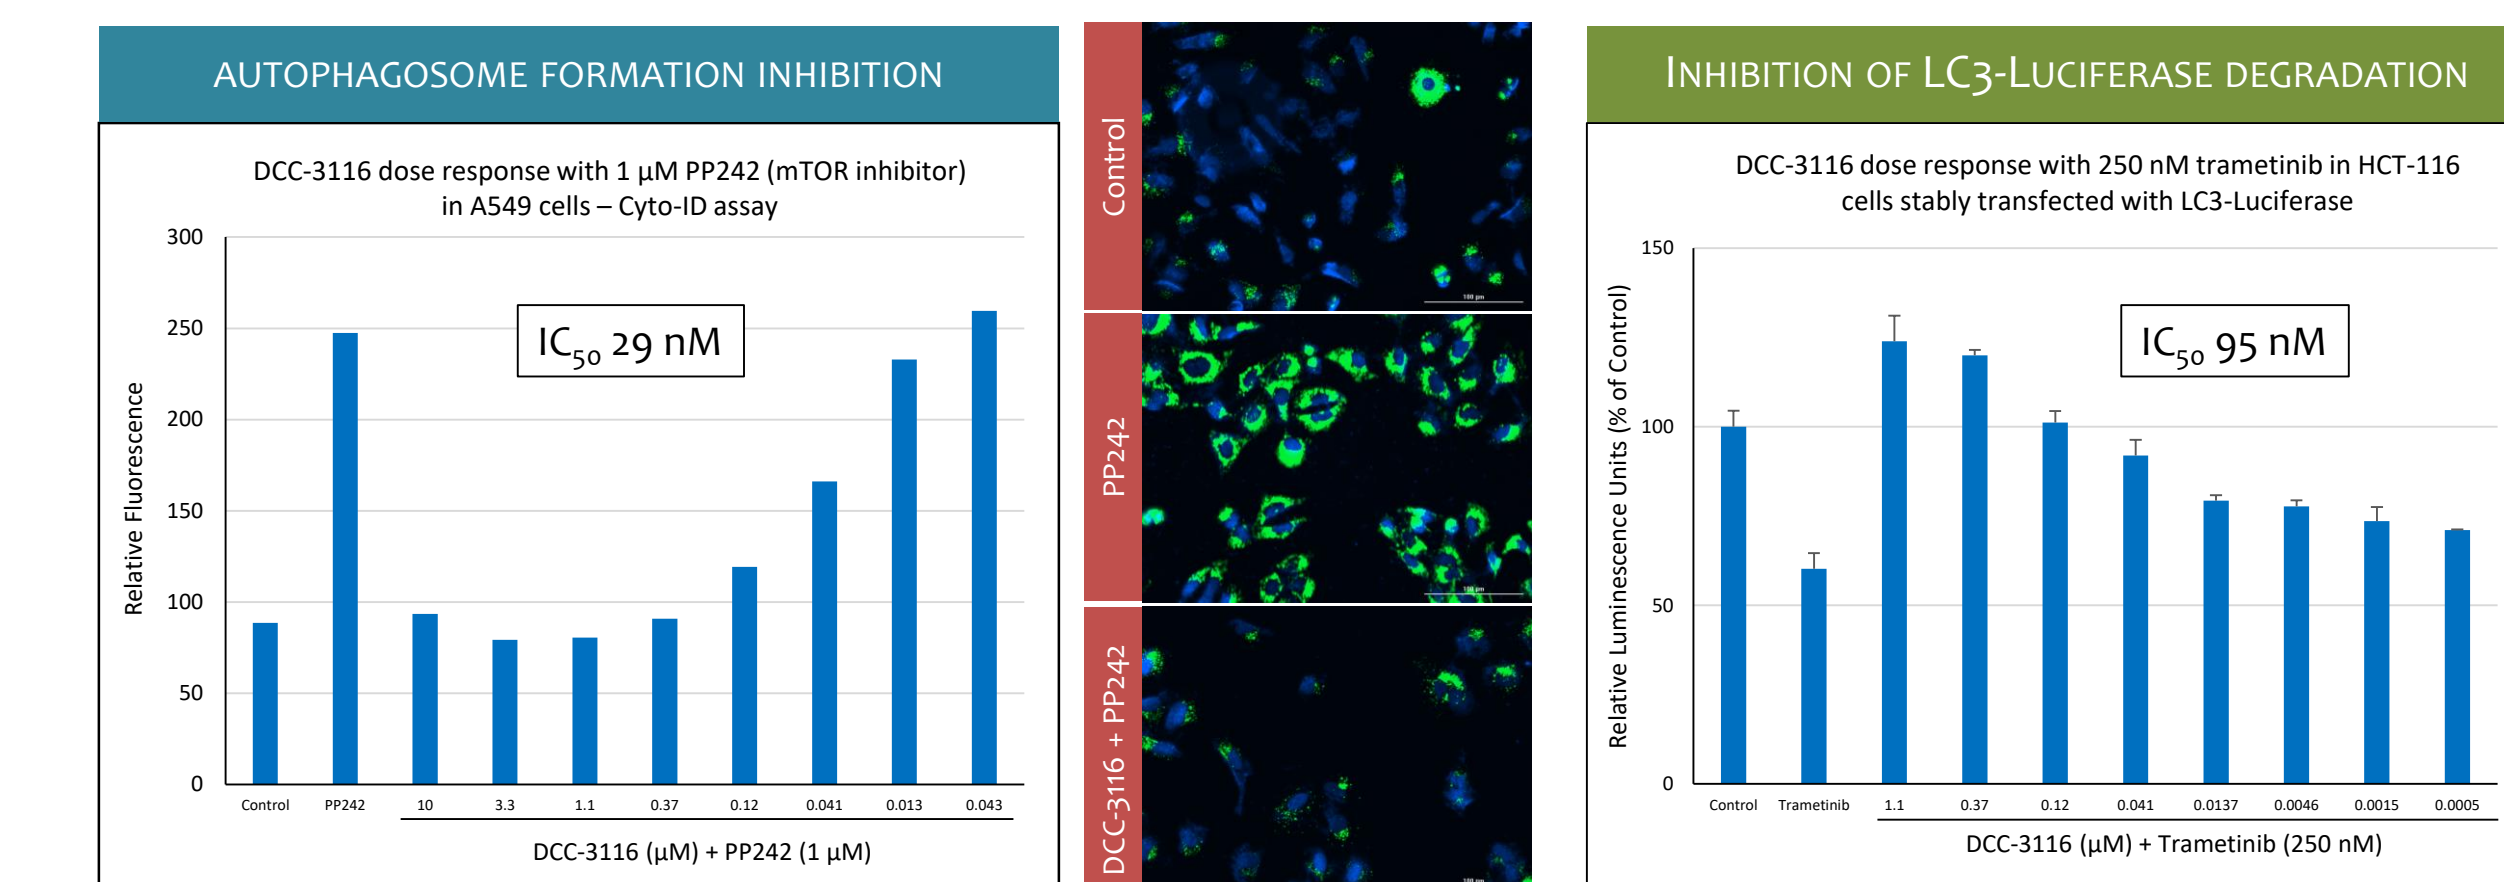 AUTOPHAGOSOME FORMATION INHIBITION
DCC-3116 dose response with 1 µM PP242 (mTOR inhibitor)
in A549 cells – Cyto-ID assay
Relative Fluorescence
300
250
200
150
100
50
0
IC50 29 nM
Control PP242 10 3.3 1.1 0.37 0.12 0.041 0.013 0.043
DCC-3116 (µM) + PP242 (1 µM)
Control
100 µm
PP242
100 µm
DCC-3116 + PP242
100 µm
INHIBITION OF LC3-LUCIFERASE DEGRADATION
DCC-3116 dose response with 250 nM trametinib in HCT-116
cells stably transfected with LC3-Luciferase
Relative Luminescence Units (% of Control)
150
100
50
0
IC50 95 nM
Control Trametinib 1.1 0.37 0.12 0.041 0.0137 0.0046 0.0015 0.0005
DCC-3116 (µM) + Trametinib (250 nM)